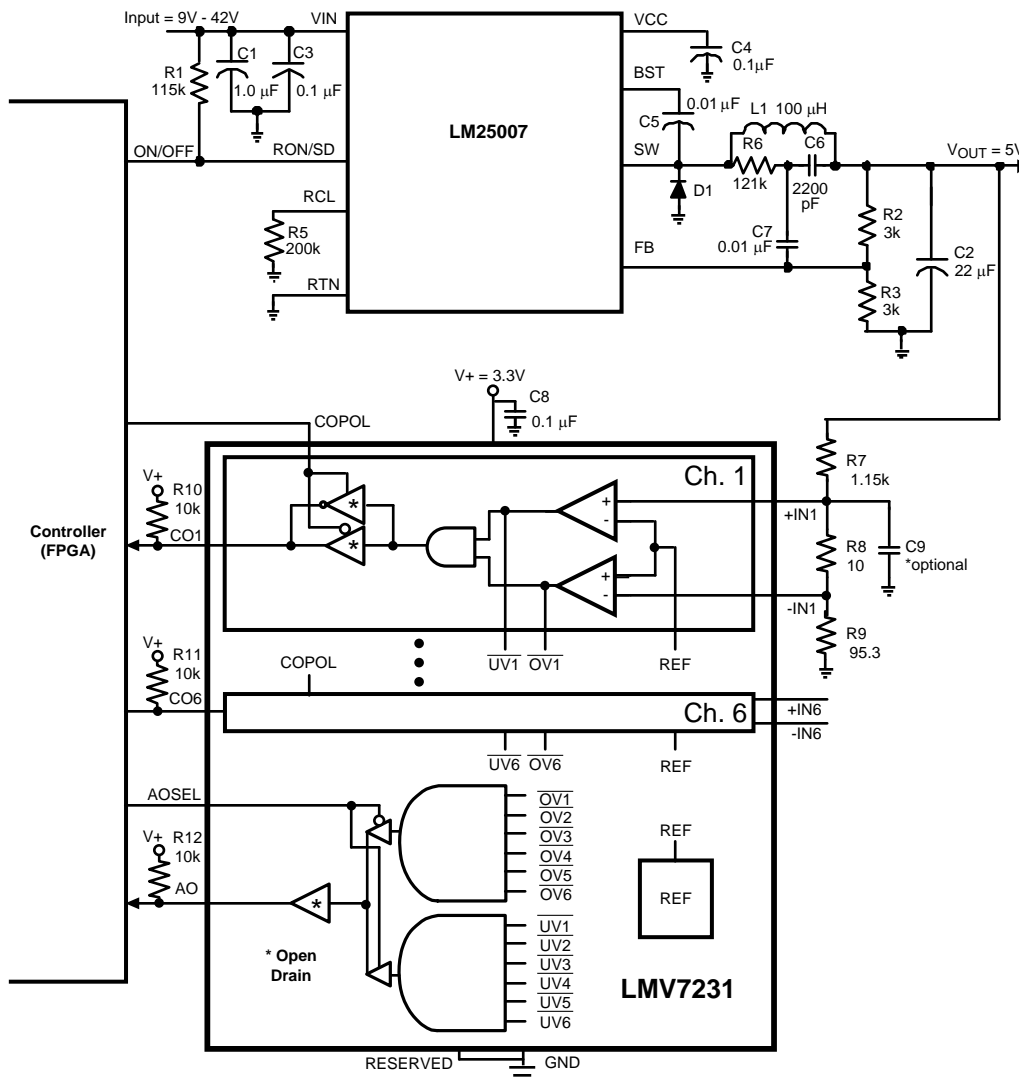 Input = 9V - 42V
VIN
VCC
C1
1.0 μF
C3
0.1 μF
R1
115k
C4
0.1μF
BST
0.01 μF
C5
L1 100 μH
LM25007
ON/OFF
RON/SD
SW
R6
121k
C6
2200
pF
VOUT = 5V
D1
RCL
R5
200k
C7
0.01 μF
R2
3k
C2
22 μF
FB
RTN
R3
3k
V+ = 3.3V
C8
0.1 μF
COPOL
Ch. 1
R7
1.15k
V+
R10
10k
CO1
Controller
(FPGA)
*
*
+
-
+
-
+IN1
R8
10
C9
*optional
-IN1
R9
95.3
UV1
OV1
REF
V+
R11
10k
CO6
COPOL
Ch. 6
+IN6
-IN6
UV6
OV6
REF
AOSEL
V+
R12
10k
AO
*
* Open
Drain
OV1
OV2
OV3
OV4
OV5
OV6
UV1
UV2
UV3
UV4
UV5
UV6
REF
REF
LMV7231
RESERVED
GND